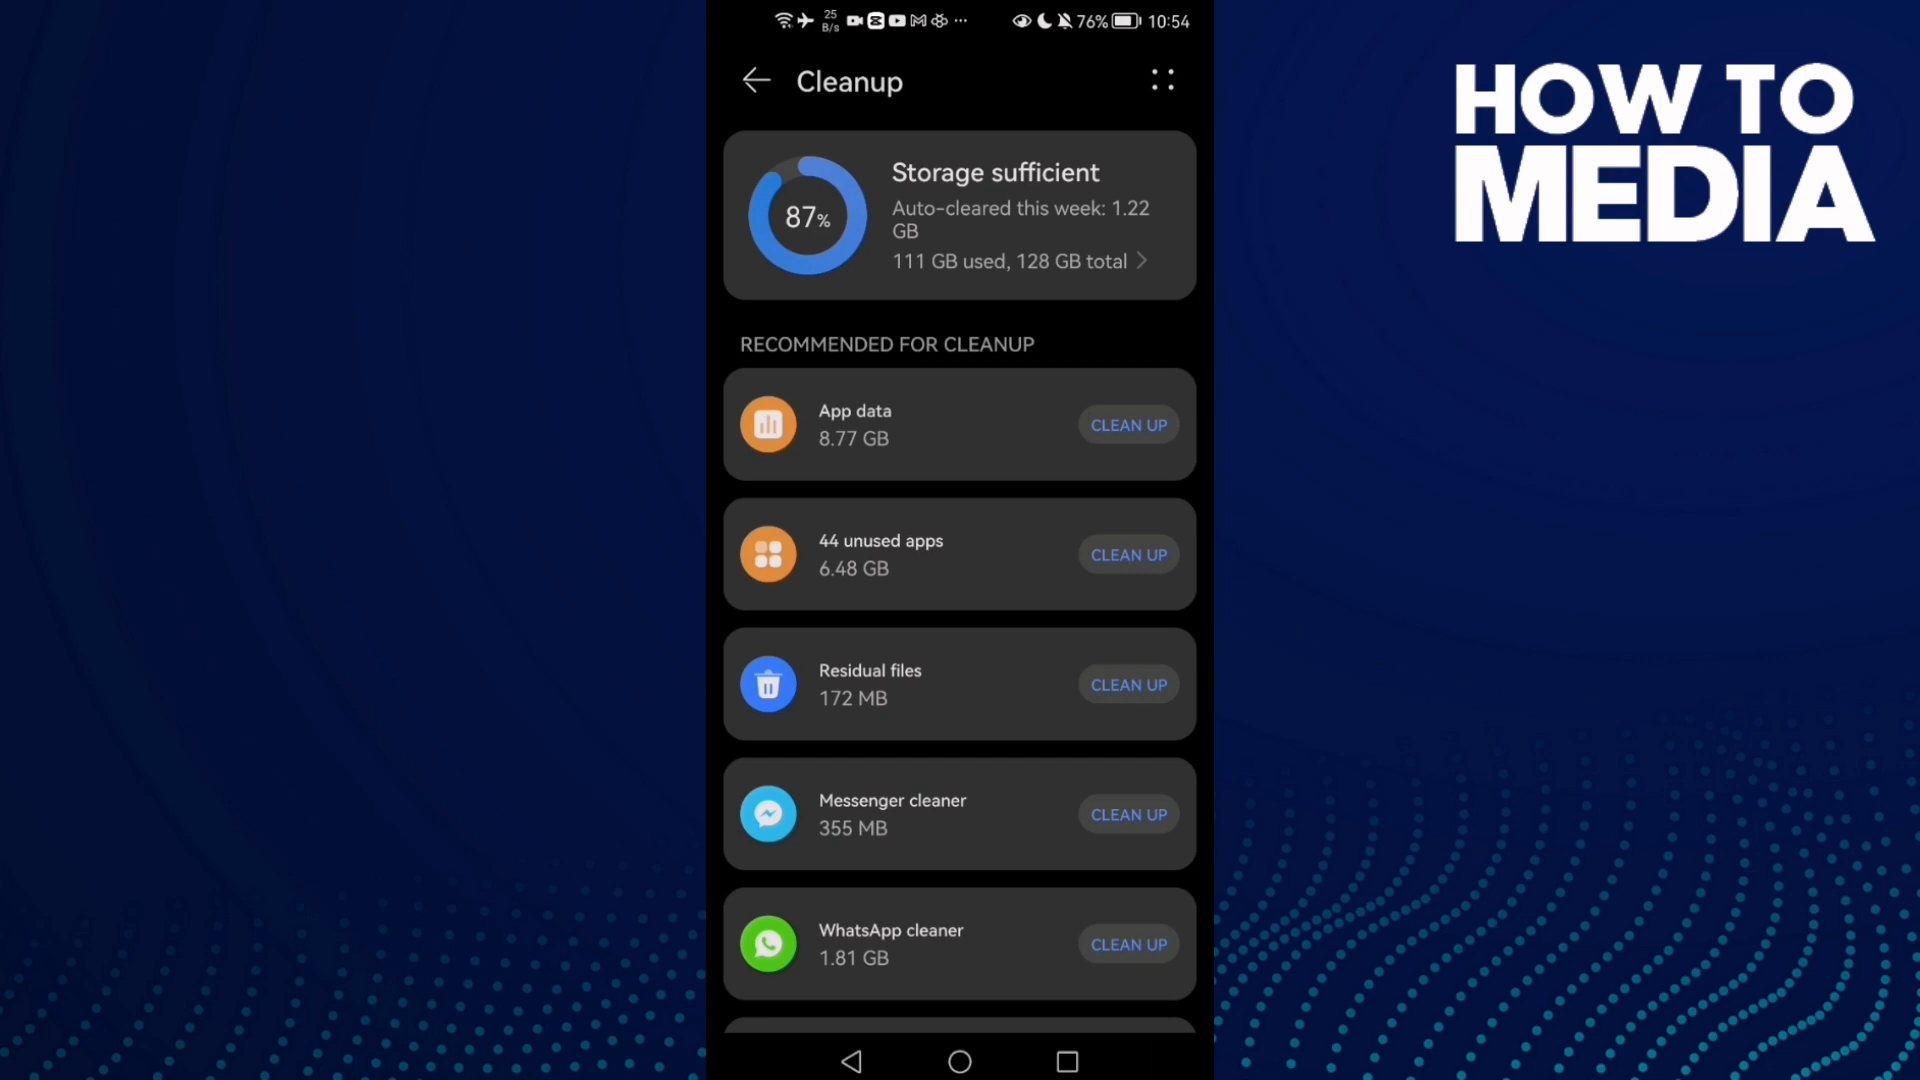 25
B/s
76%
10:54
Cleanup
HOW TO
MEDIA
87%
Storage sufficient
Auto-cleared this week: 1.22
GB
111 GB used, 128 GB total
RECOMMENDED FOR CLEANUP
App data
8.77 GB
CLEAN UP
44 unused apps
6.48 GB
CLEAN UP
Residual files
172 MB
CLEAN UP
Messenger cleaner
355 MB
CLEAN UP
WhatsApp cleaner
1.81 GB
CLEAN UP